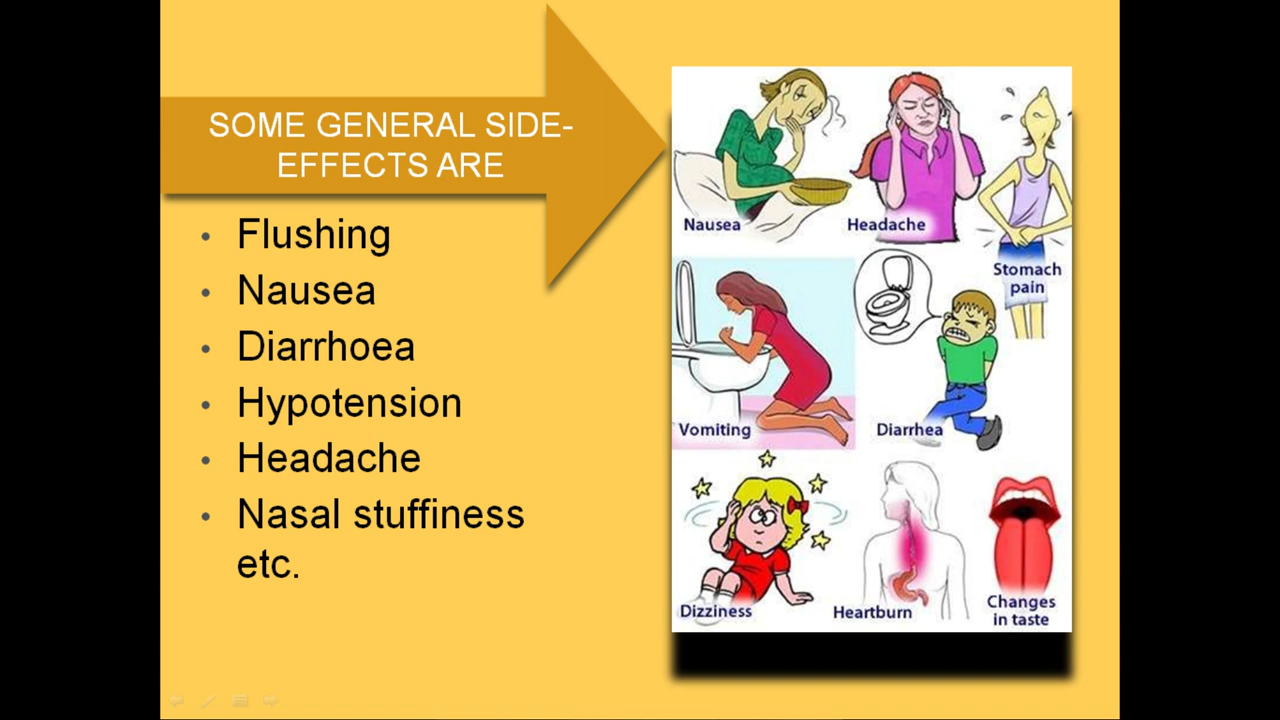 SOME GENERAL SIDE-
EFFECTS ARE
• Flushing
• Nausea
• Diarrhoea
• Hypotension
• Headache
• Nasal stuffiness
etc.
Nausea
Headache
Stomach
pain
Vomiting
Diarrhea
Dizziness
Heartburn
Changes
in taste